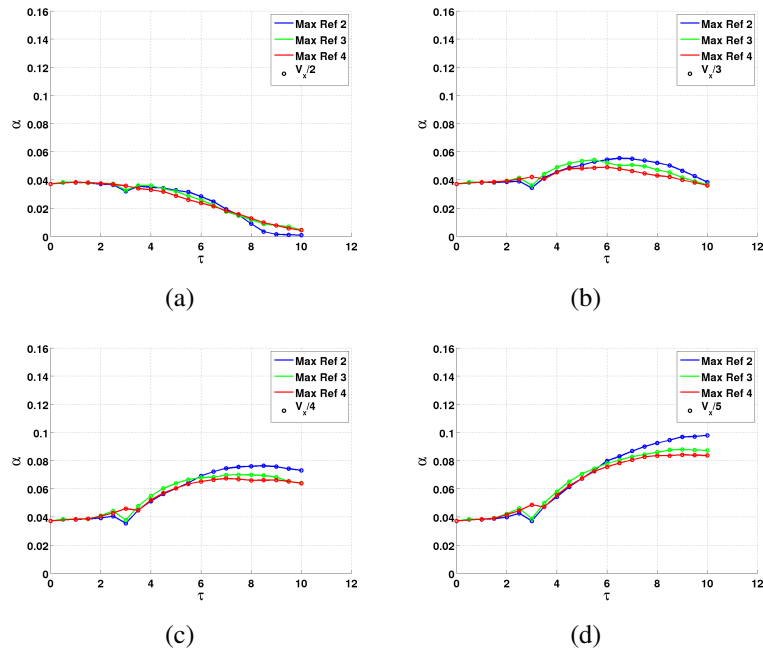 0.16
0.14
0.12
0.1
0.08
0.06
0.04
0.02
0
α
0 2 4 6 8 10 12
τ
Max Ref 2
Max Ref 3
Max Ref 4
V_x/2
(a)
0.16
0.14
0.12
0.1
0.08
0.06
0.04
0.02
0
α
0 2 4 6 8 10 12
τ
Max Ref 2
Max Ref 3
Max Ref 4
V_x/3
(b)
0.16
0.14
0.12
0.1
0.08
0.06
0.04
0.02
0
α
0 2 4 6 8 10 12
τ
Max Ref 2
Max Ref 3
Max Ref 4
V_x/4
(c)
0.16
0.14
0.12
0.1
0.08
0.06
0.04
0.02
0
α
0 2 4 6 8 10 12
τ
Max Ref 2
Max Ref 3
Max Ref 4
V_x/5
(d)